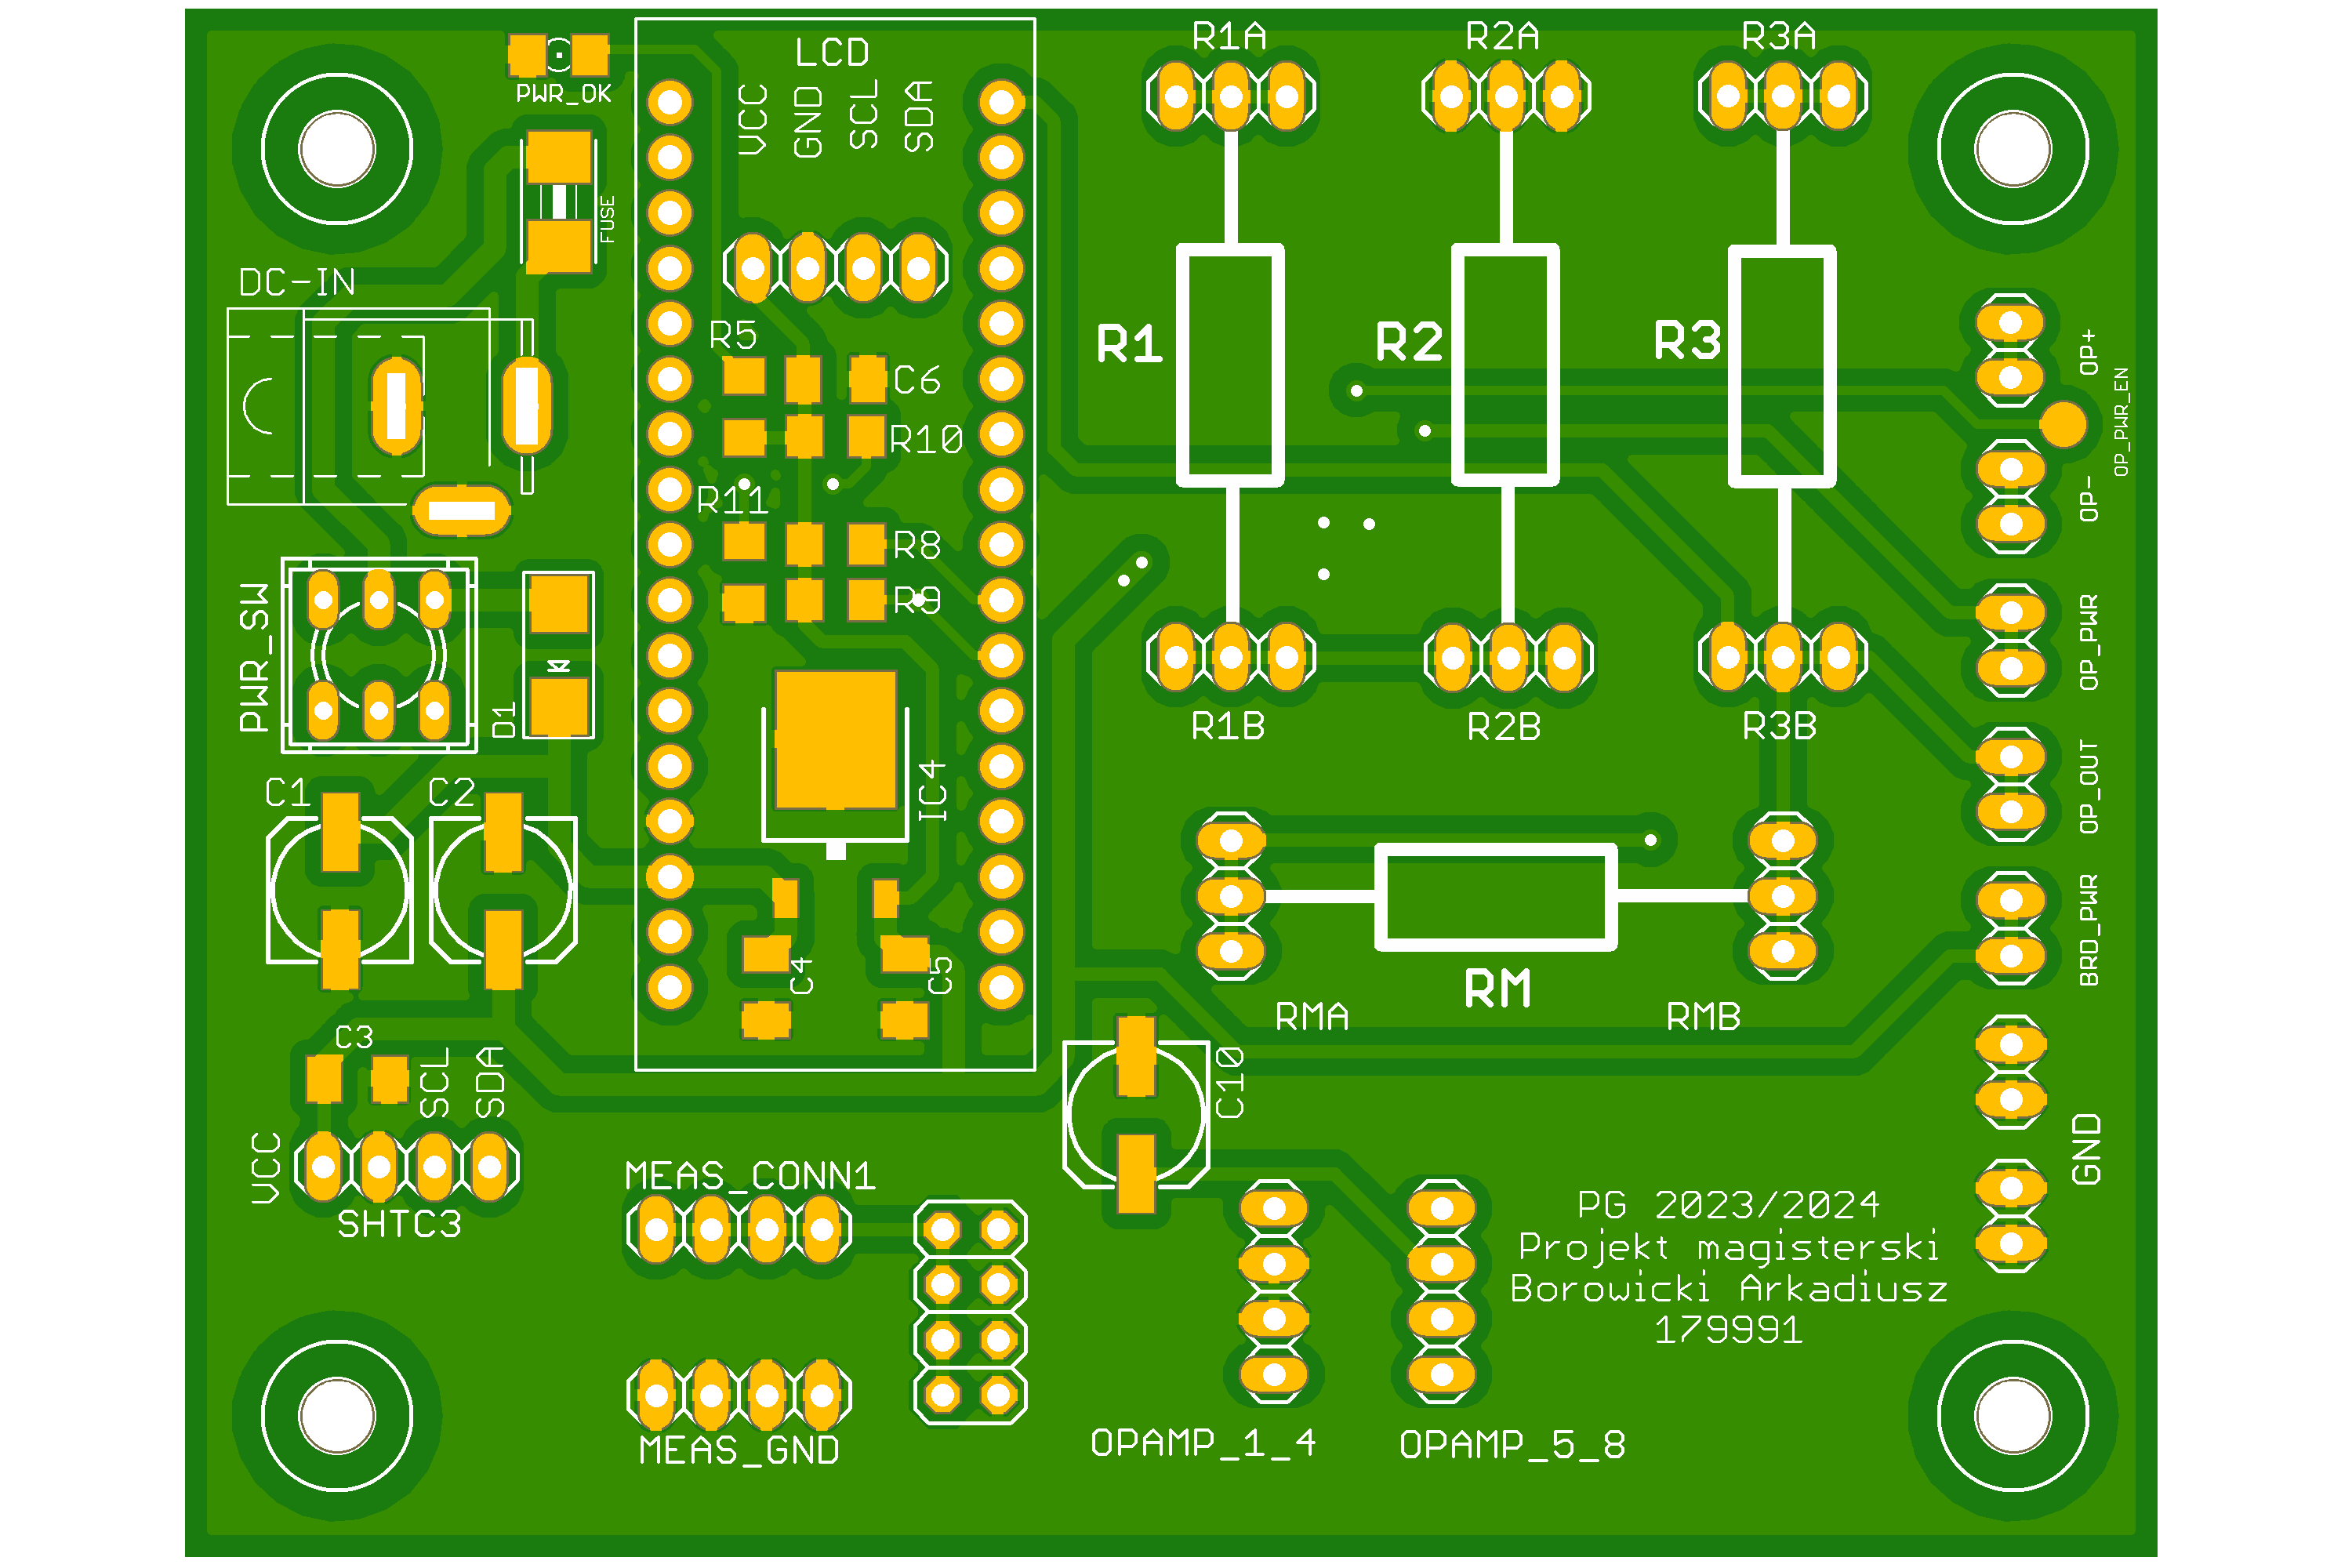 PWR_OK
LCD
VCC
GND
SCL
SDA
R1A
R2A
R3A
FUSE
DC-IN
R5
C6
R10
R11
R8
R9
R1
R2
R3
OP+
OP_PWR_EN
OP-
PWR_SW
D1
OP_PWR
R1B
R2B
R3B
OP_OUT
IC4
C1
C2
C4
C5
RM
RMA
RMB
BRD_PWR
C3
SCL
SDA
C10
VCC
SHTC3
GND
MEAS_CONN1
PG 2023/2024
Projekt magisterski
Borowicki Arkadiusz
179991
MEAS_GND
OPAMP_1_4
OPAMP_5_8